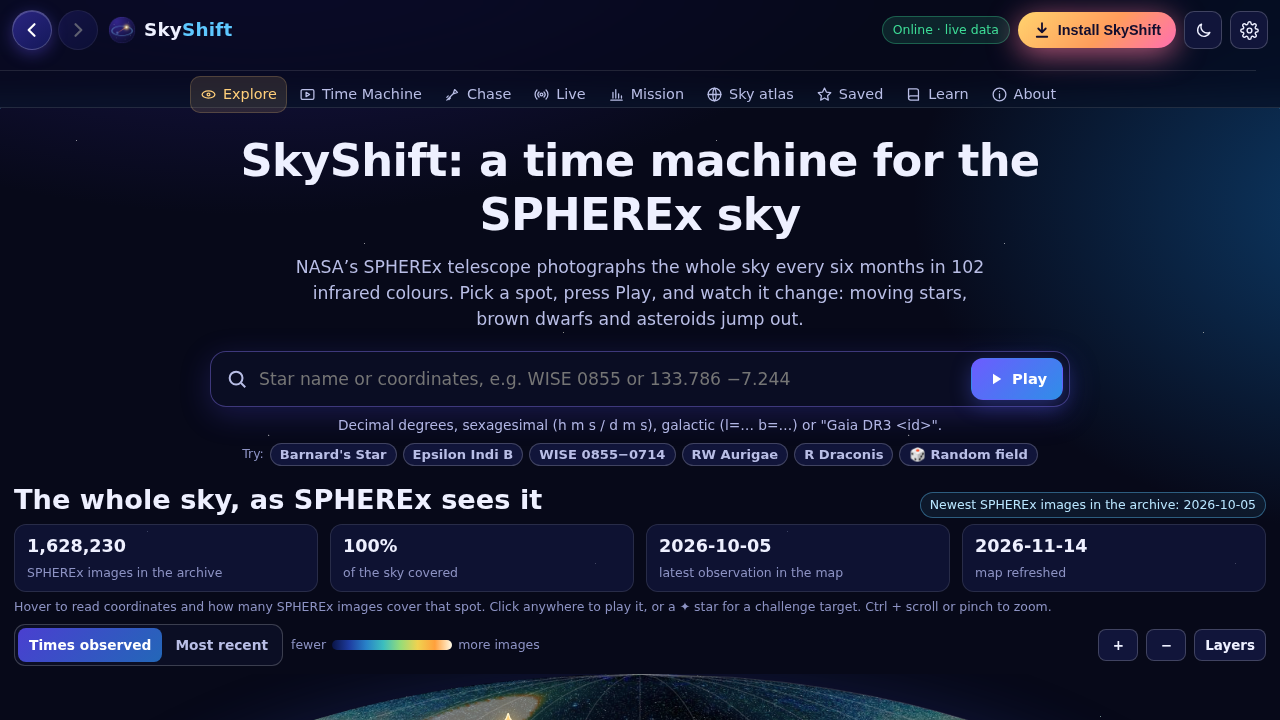 SkyShift
Online · live data
Install SkyShift
Explore
Time Machine
Chase
Live
Mission
Sky atlas
Saved
Learn
About
SkyShift: a time machine for the
SPHEREx sky
NASA’s SPHEREx telescope photographs the whole sky every six months in 102
infrared colours. Pick a spot, press Play, and watch it change: moving stars,
brown dwarfs and asteroids jump out.
Star name or coordinates, e.g. WISE 0855 or 133.786 −7.244
Play
Decimal degrees, sexagesimal (h m s / d m s), galactic (l=… b=…) or "Gaia DR3 <id>".
Try:
Barnard's Star
Epsilon Indi B
WISE 0855−0714
RW Aurigae
R Draconis
🎲 Random field
The whole sky, as SPHEREx sees it
Newest SPHEREx images in the archive: 2026-10-05
1,628,230
SPHEREx images in the archive
100%
of the sky covered
2026-10-05
latest observation in the map
2026-11-14
map refreshed
Hover to read coordinates and how many SPHEREx images cover that spot. Click anywhere to play it, or a ✦ star for a challenge target. Ctrl + scroll or pinch to zoom.
Times observed
Most recent
fewer
more images
+
−
Layers